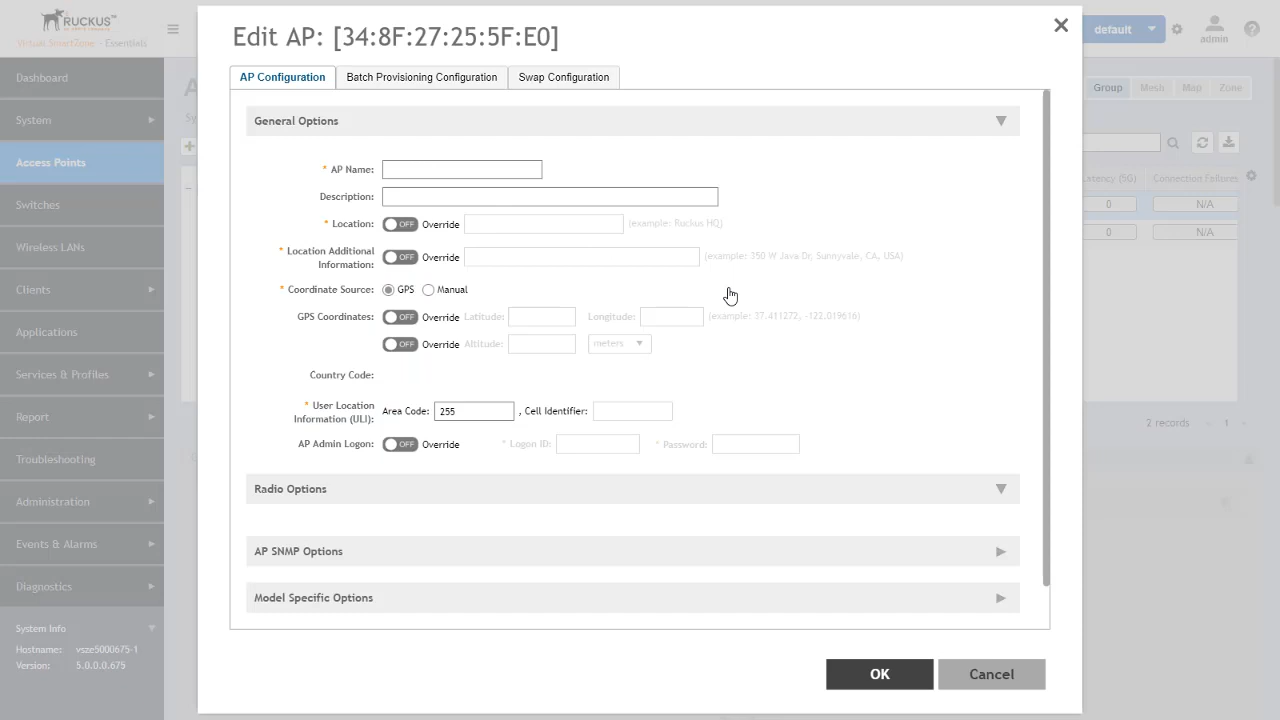 RUCKUS
Virtual SmartZone - Essentials
Edit AP: [34:8F:27:25:5F:E0]
default
admin
AP Configuration
Batch Provisioning Configuration
Swap Configuration
Dashboard
System
Access Points
Switches
Wireless LANs
Clients
Applications
Services & Profiles
Report
Troubleshooting
Administration
Events & Alarms
Diagnostics
System Info
Hostname: vsze5000675-1
Version: 5.0.0.0.675
General Options
* AP Name:
Description:
* Location: OFF Override (example: Ruckus HQ)
* Location Additional
Information: OFF Override (example: 350 W Java Dr, Sunnyvale, CA, USA)
* Coordinate Source: GPS Manual
GPS Coordinates: OFF Override Latitude: Longitude: (example: 37.411272, -122.019616)
OFF Override Altitude: meters
Country Code:
* User Location
Information (ULI): Area Code: 255 , Cell Identifier:
AP Admin Logon: OFF Override * Logon ID: * Password:
Radio Options
AP SNMP Options
Model Specific Options
OK
Cancel
Group Mesh Map Zone
Latency (5G) Connection Failures
0 N/A
0 N/A
2 records 1